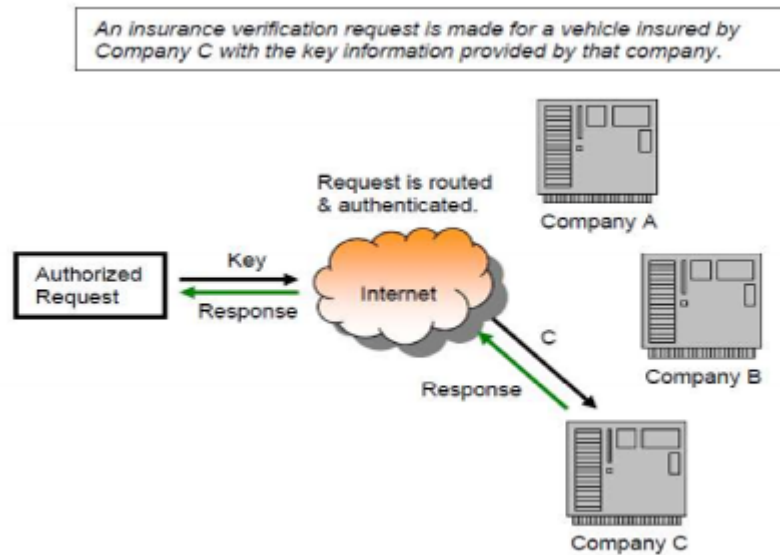 An insurance verification request is made for a vehicle insured by
Company C with the key information provided by that company.
Request is routed
& authenticated.
Company A
Authorized
Request
Key
Response
Internet
C
Response
Company B
Company C